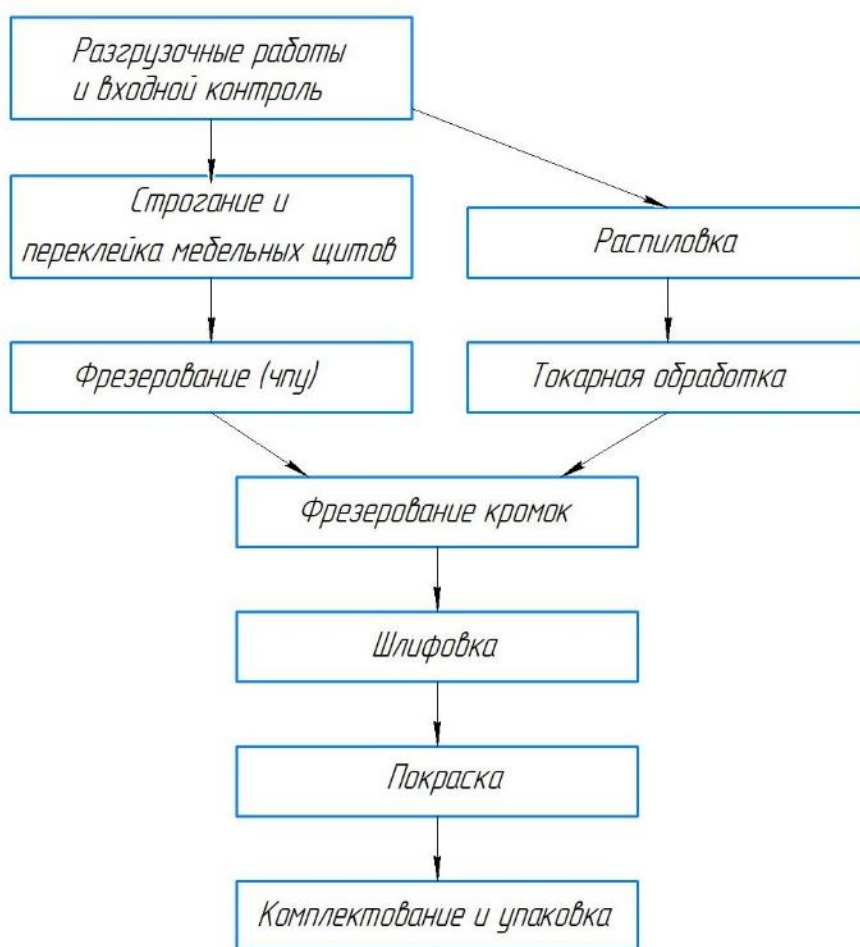 Разгрузочные работы
и входной контроль
Строгание и
переклейка мебельных щитов
Распиловка
Фрезерование (чпу)
Токарная обработка
Фрезерование кромок
Шлифовка
Покраска
Комплектование и упаковка